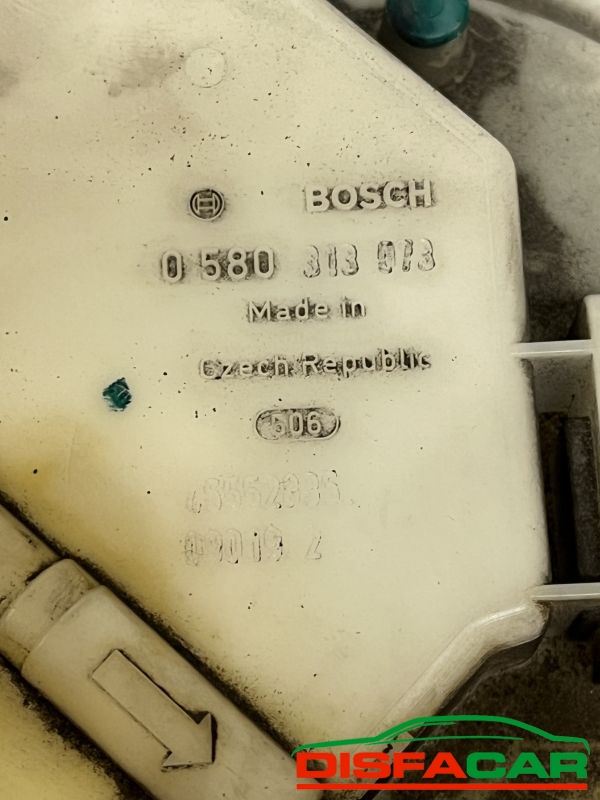 BOSCH
0 580 313 073
Made in
Czech Republic
506
DISFACAR